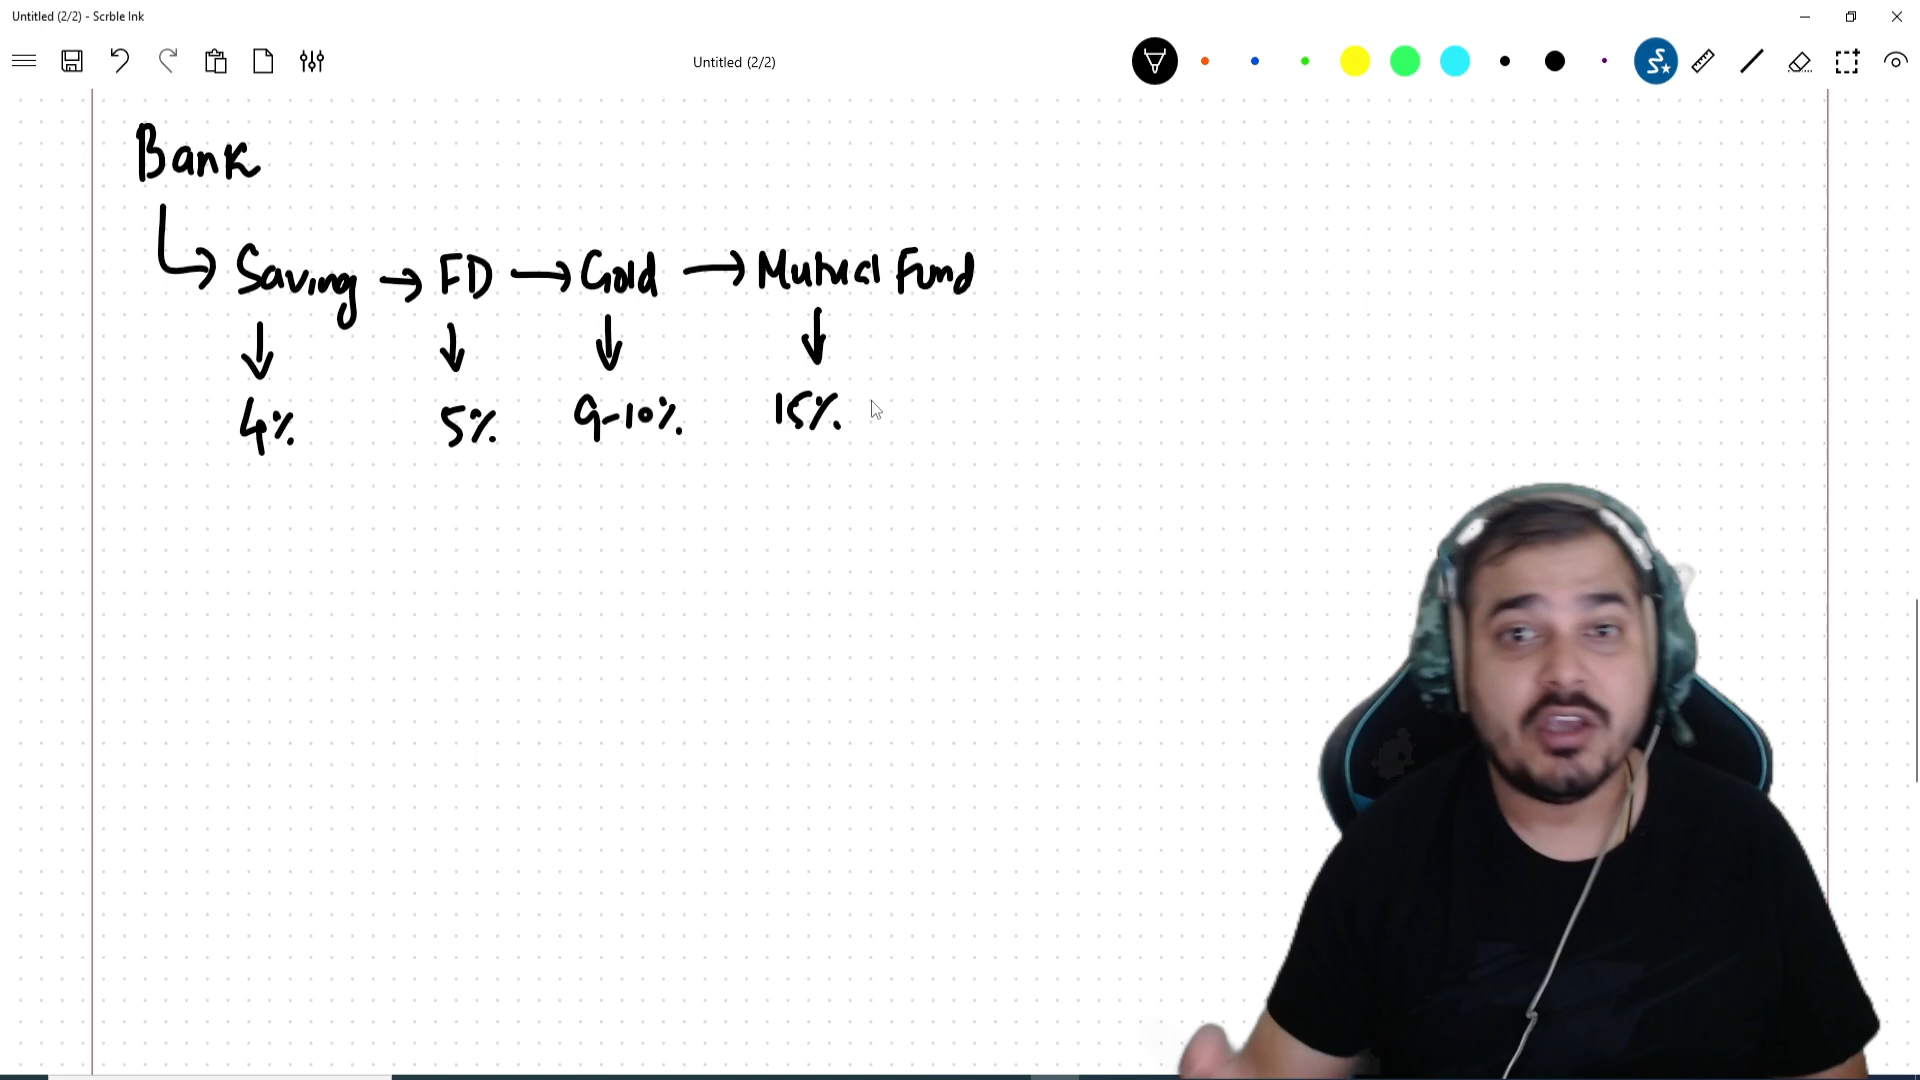 Untitled (2/2) - Scrble Ink
Untitled (2/2)
Bank
Saving → FD → Gold → Mutual Fund
4% 5% 9-10% 15%